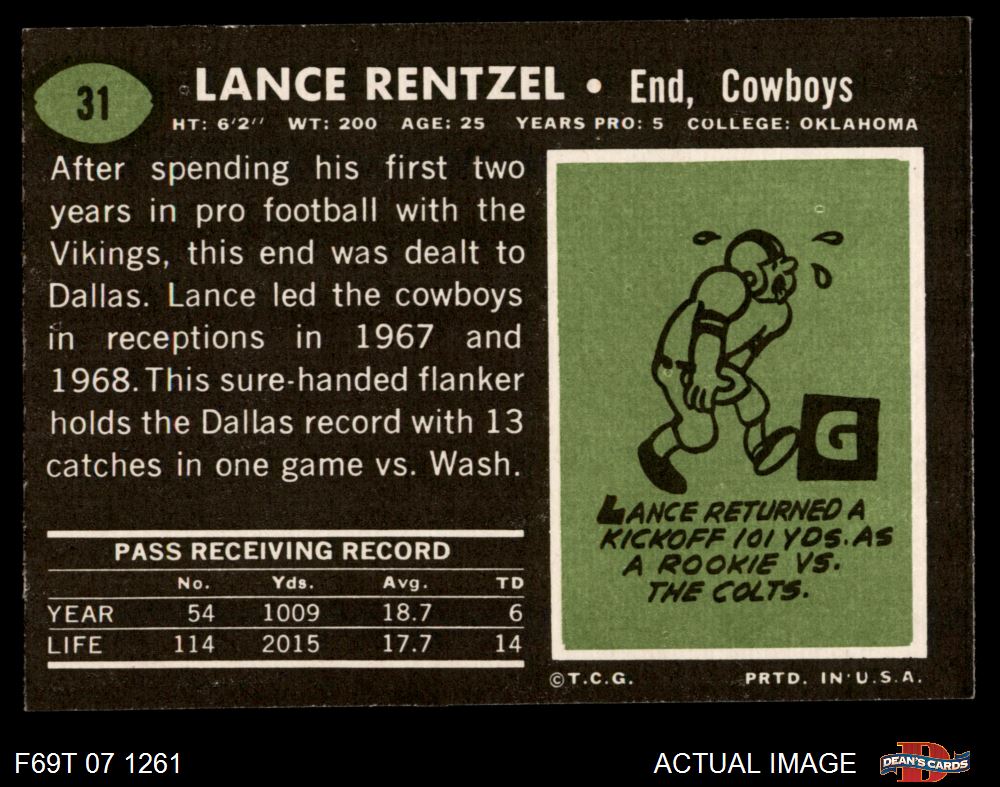 31
LANCE RENTZEL • End, Cowboys
HT: 6'2" WT: 200 AGE: 25 YEARS PRO: 5 COLLEGE: OKLAHOMA
After spending his first two
years in pro football with the
Vikings, this end was dealt to
Dallas. Lance led the cowboys
in receptions in 1967 and
1968. This sure-handed flanker
holds the Dallas record with 13
catches in one game vs. Wash.
PASS RECEIVING RECORD
No. Yds. Avg. TD
YEAR 54 1009 18.7 6
LIFE 114 2015 17.7 14
G
LANCE RETURNED A
KICKOFF 101 YDS. AS
A ROOKIE VS.
THE COLTS.
©T.C.G. PRTD. IN U.S.A.
F69T 07 1261
ACTUAL IMAGE
D
DEAN'S CARDS